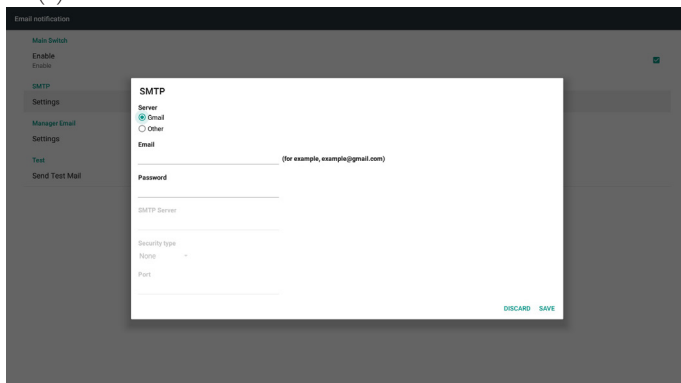 Email notification
Main Switch
Enable
Enable
SMTP
Settings
Manager Email
Settings
Test
Send Test Mail
SMTP
Server
Gmail
Other
Email
(for example, example@gmail.com)
Password
SMTP Server
Security type
None
Port
DISCARD SAVE